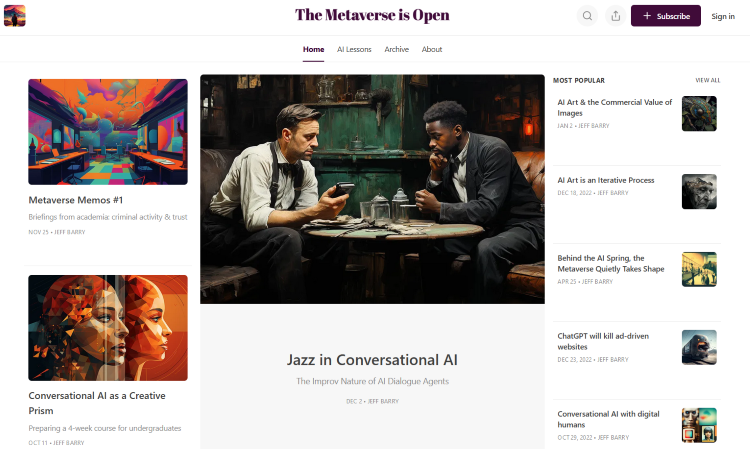 The Metaverse is Open
Subscribe
Sign in
Home
AI Lessons
Archive
About
Metaverse Memos #1
Briefings from academia: criminal activity & trust
NOV 25 • JEFF BARRY
Conversational AI as a Creative
Prism
Preparing a 4-week course for undergraduates
OCT 11 • JEFF BARRY
Jazz in Conversational AI
The Improv Nature of AI Dialogue Agents
DEC 2 • JEFF BARRY
MOST POPULAR
VIEW ALL
AI Art & the Commercial Value of
Images
JAN 2 • JEFF BARRY
AI Art is an Iterative Process
DEC 18, 2022 • JEFF BARRY
Behind the AI Spring, the
Metaverse Quietly Takes Shape
APR 25 • JEFF BARRY
ChatGPT will kill ad-driven
websites
DEC 23, 2022 • JEFF BARRY
Conversational AI with digital
humans
OCT 29, 2022 • JEFF BARRY